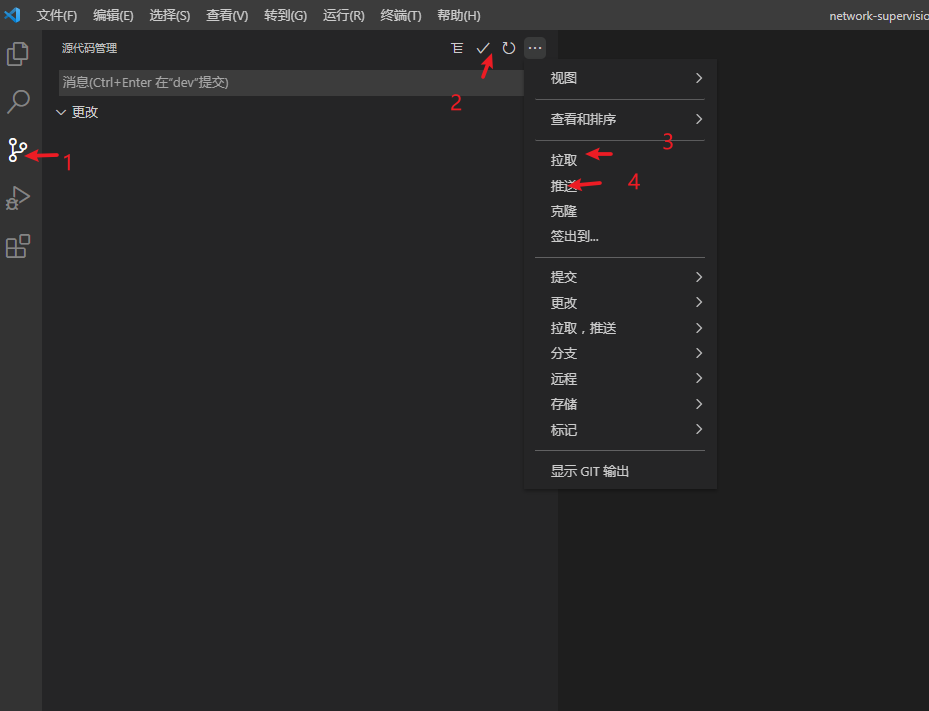 文件(F) 编辑(E) 选择(S) 查看(V) 转到(G) 运行(R) 终端(T) 帮助(H) network-supervisio
源代码管理
消息(Ctrl+Enter 在"dev"提交)
更改
1
2
视图
查看和排序
3
拉取
4
推送
克隆
签出到...
提交
更改
拉取，推送
分支
远程
存储
标记
显示 GIT 输出